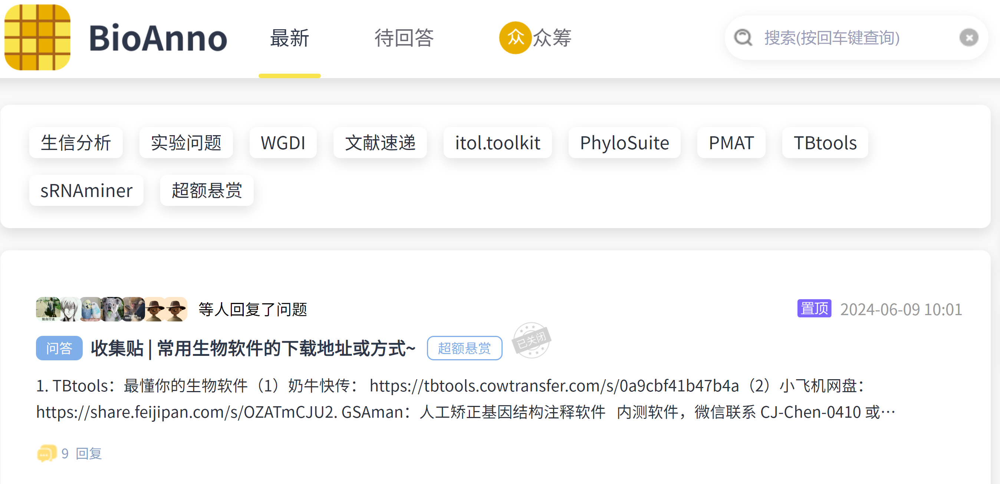 BioAnno 最新 待回答 众 众筹 搜索(按回车键查询)
生信分析 实验问题 WGDI 文献速递 itol.toolkit PhyloSuite PMAT TBtools
sRNAminer 超额悬赏
独自行走 等人回复了问题 置顶 2024-06-09 10:01
已关闭
问答 收集贴 | 常用生物软件的下载地址或方式~ 超额悬赏
1. TBtools：最懂你的生物软件（1）奶牛快传： https://tbtools.cowtransfer.com/s/0a9cbf41b47b4a（2）小飞机网盘：
https://share.feijipan.com/s/OZATmCJU2. GSAman：人工矫正基因结构注释软件 内测软件，微信联系 CJ-Chen-0410 或…
9 回复